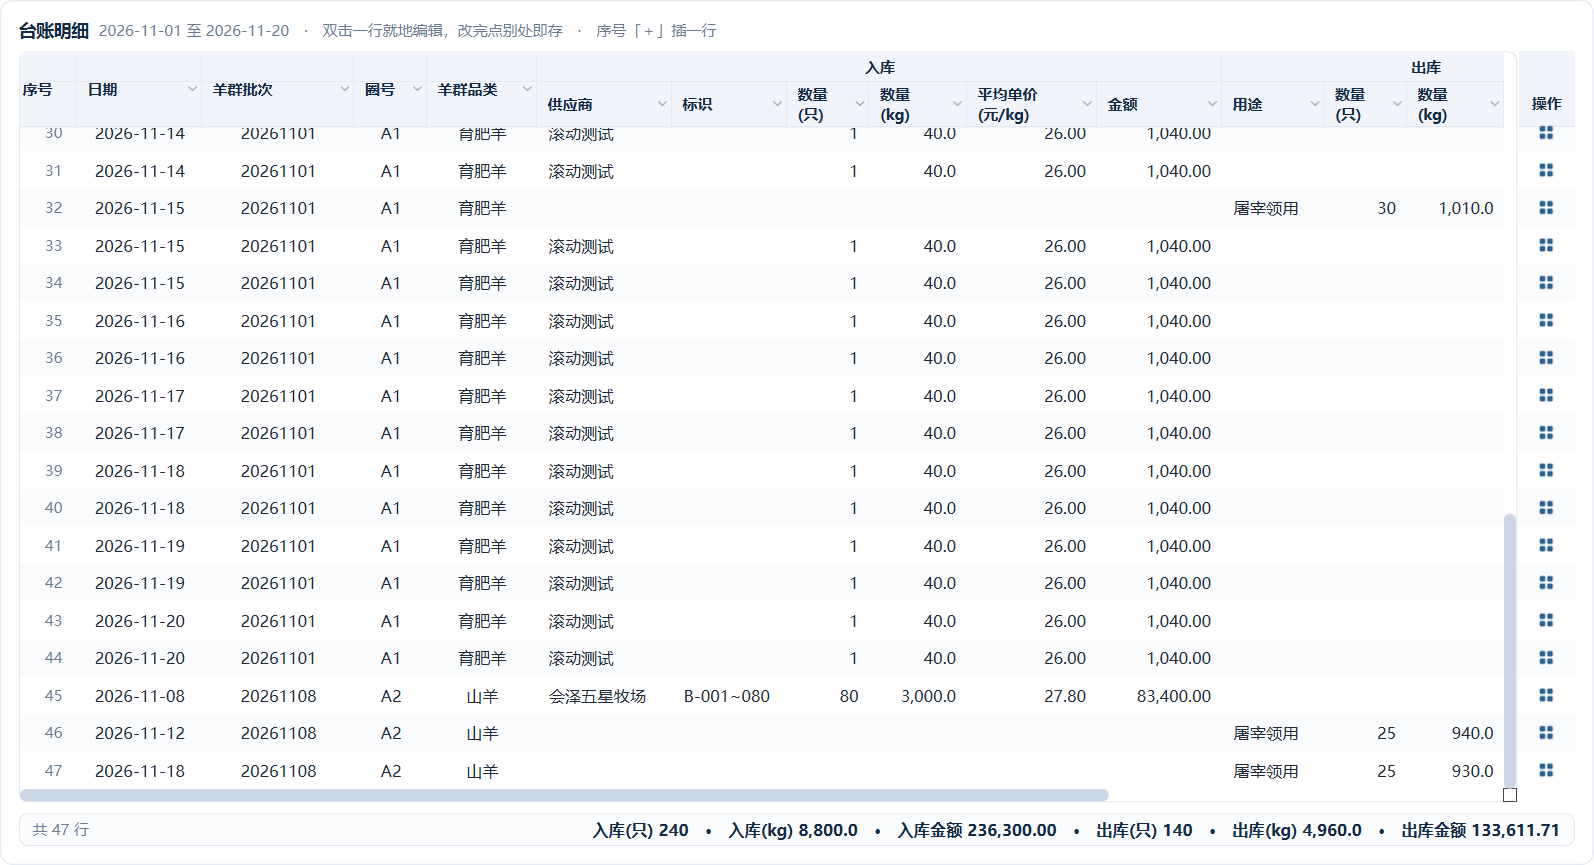 台账明细 2026-11-01 至 2026-11-20 · 双击一行就地编辑，改完点别处即存 · 序号「+」插一行
入库 出库
序号 日期 羊群批次 圈号 羊群品类 供应商 标识 数量(只) 数量(kg) 平均单价(元/kg) 金额 用途 数量(只) 数量(kg) 操作
30 2026-11-14 20261101 A1 育肥羊 滚动测试 1 40.0 26.00 1,040.00
31 2026-11-14 20261101 A1 育肥羊 滚动测试 1 40.0 26.00 1,040.00
32 2026-11-15 20261101 A1 育肥羊 屠宰领用 30 1,010.0
33 2026-11-15 20261101 A1 育肥羊 滚动测试 1 40.0 26.00 1,040.00
34 2026-11-15 20261101 A1 育肥羊 滚动测试 1 40.0 26.00 1,040.00
35 2026-11-16 20261101 A1 育肥羊 滚动测试 1 40.0 26.00 1,040.00
36 2026-11-16 20261101 A1 育肥羊 滚动测试 1 40.0 26.00 1,040.00
37 2026-11-17 20261101 A1 育肥羊 滚动测试 1 40.0 26.00 1,040.00
38 2026-11-17 20261101 A1 育肥羊 滚动测试 1 40.0 26.00 1,040.00
39 2026-11-18 20261101 A1 育肥羊 滚动测试 1 40.0 26.00 1,040.00
40 2026-11-18 20261101 A1 育肥羊 滚动测试 1 40.0 26.00 1,040.00
41 2026-11-19 20261101 A1 育肥羊 滚动测试 1 40.0 26.00 1,040.00
42 2026-11-19 20261101 A1 育肥羊 滚动测试 1 40.0 26.00 1,040.00
43 2026-11-20 20261101 A1 育肥羊 滚动测试 1 40.0 26.00 1,040.00
44 2026-11-20 20261101 A1 育肥羊 滚动测试 1 40.0 26.00 1,040.00
45 2026-11-08 20261108 A2 山羊 会泽五星牧场 B-001~080 80 3,000.0 27.80 83,400.00
46 2026-11-12 20261108 A2 山羊 屠宰领用 25 940.0
47 2026-11-18 20261108 A2 山羊 屠宰领用 25 930.0
共 47 行 入库(只) 240 • 入库(kg) 8,800.0 • 入库金额 236,300.00 • 出库(只) 140 • 出库(kg) 4,960.0 • 出库金额 133,611.71